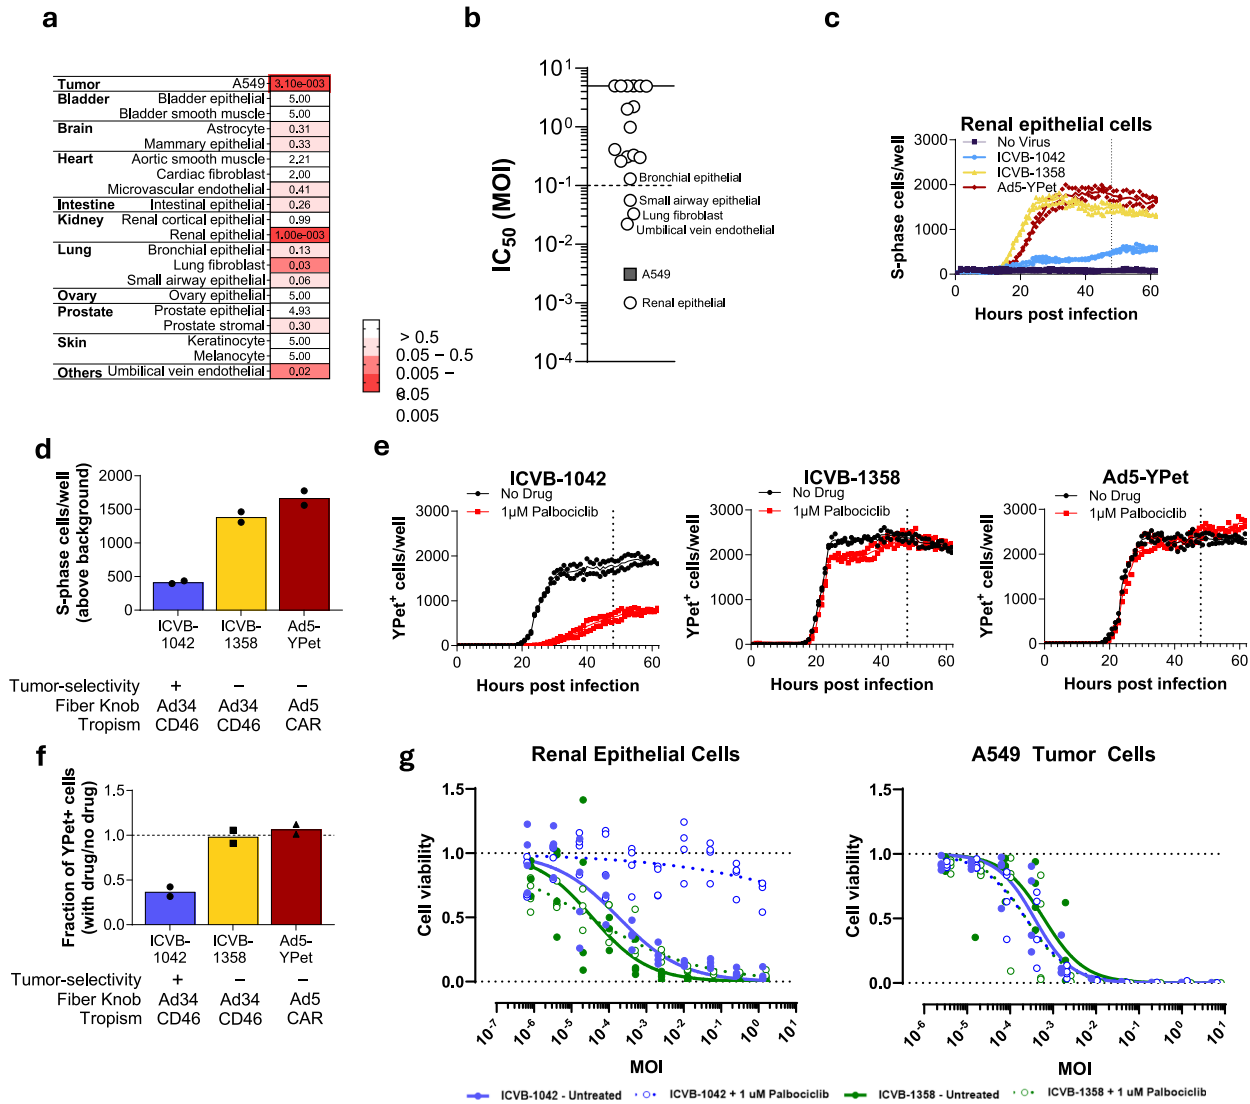 a
Tumor A549 3.10e-003
Bladder Bladder epithelial 5.00
Bladder smooth muscle 5.00
Brain Astrocyte 0.31
Mammary epithelial 0.33
Heart Aortic smooth muscle 2.21
Cardiac fibroblast 2.00
Microvascular endothelial 0.41
Intestine Intestinal epithelial 0.26
Kidney Renal cortical epithelial 0.99
Renal epithelial 1.00e-003
Lung Bronchial epithelial 0.13
Lung fibroblast 0.03
Small airway epithelial 0.06
Ovary Ovary epithelial 5.00
Prostate Prostate epithelial 4.93
Prostate stromal 0.30
Skin Keratinocyte 5.00
Melanocyte 5.00
Others Umbilical vein endothelial 0.02
> 0.5
0.05 – 0.5
0.005 –
0.05
<
0.005
b
IC50 (MOI)
10^1
10^0
10^-1
10^-2
10^-3
10^-4
Bronchial epithelial
Small airway epithelial
Lung fibroblast
Umbilical vein endothelial
A549
Renal epithelial
c
Renal epithelial cells
No Virus
ICVB-1042
ICVB-1358
Ad5-YPet
S-phase cells/well
3000
2000
1000
0
0 20 40 60
Hours post infection
d
S-phase cells/well
(above background)
2000
1500
1000
500
0
ICVB-1042 ICVB-1358 Ad5-YPet
Tumor-selectivity + – –
Fiber Knob Ad34 Ad34 Ad5
Tropism CD46 CD46 CAR
e
ICVB-1042
No Drug
1µM Palbociclib
YPet+ cells/well
3000
2000
1000
0
0 20 40 60
Hours post infection
ICVB-1358
No Drug
1µM Palbociclib
YPet+ cells/well
3000
2000
1000
0
0 20 40 60
Hours post infection
Ad5-YPet
No Drug
1µM Palbociclib
YPet+ cells/well
3000
2000
1000
0
0 20 40 60
Hours post infection
f
Fraction of YPet+ cells
(with drug/no drug)
1.5
1.0
0.5
0.0
ICVB-1042 ICVB-1358 Ad5-YPet
Tumor-selectivity + – –
Fiber Knob Ad34 Ad34 Ad5
Tropism CD46 CD46 CAR
g
Renal Epithelial Cells
Cell viability
1.5
1.0
0.5
0.0
10^-7 10^-6 10^-5 10^-4 10^-3 10^-2 10^-1 10^0 10^1
MOI
A549 Tumor Cells
Cell viability
1.5
1.0
0.5
0.0
10^-6 10^-5 10^-4 10^-3 10^-2 10^-1 10^0 10^1
MOI
ICVB-1042 - Untreated ICVB-1042 + 1 uM Palbociclib ICVB-1358 - Untreated ICVB-1358 + 1 uM Palbociclib